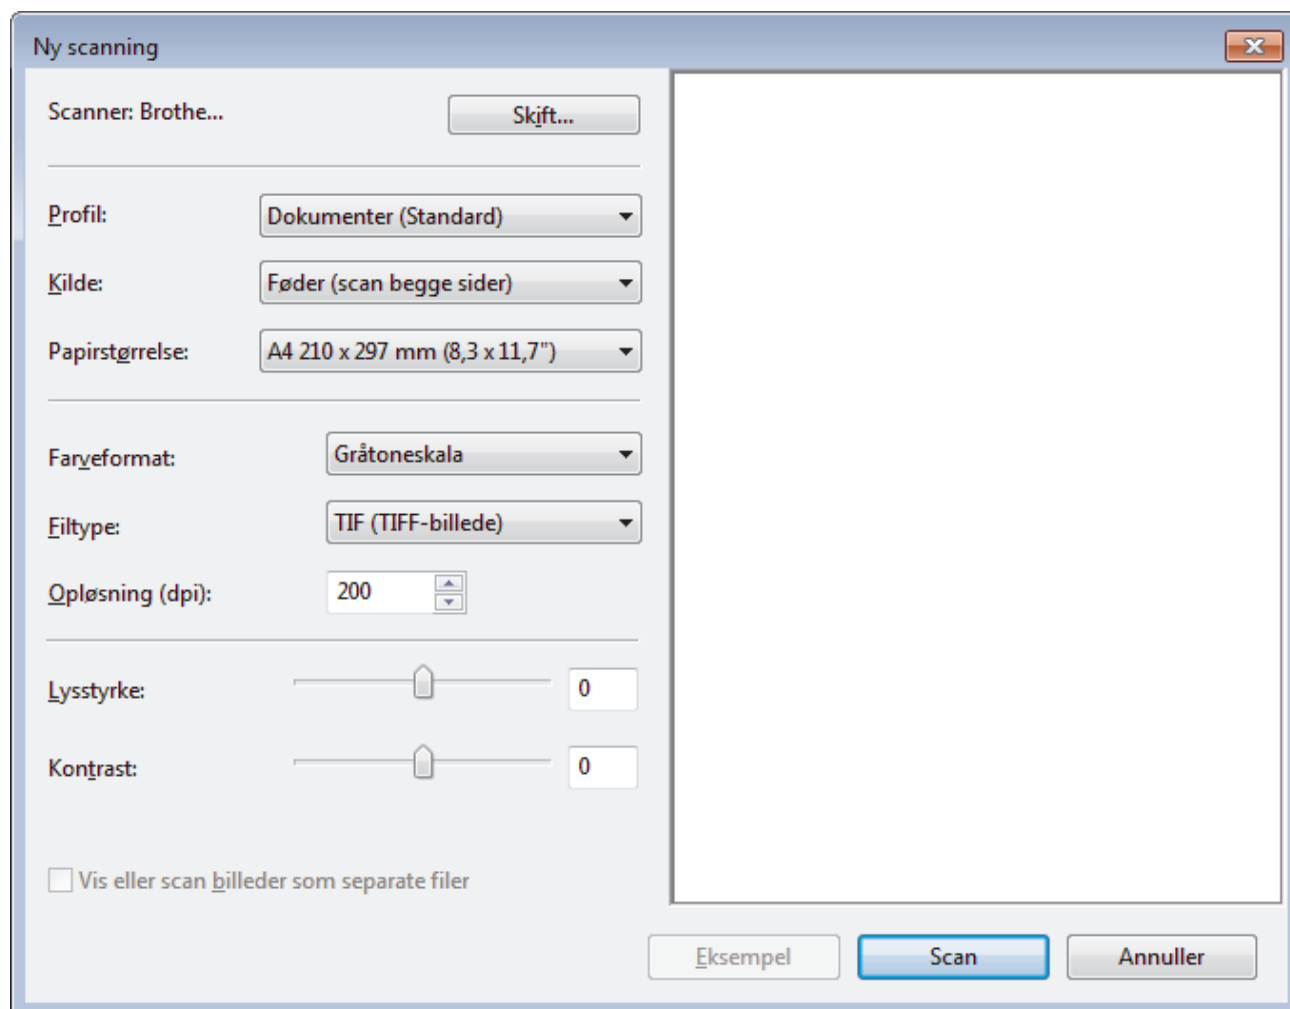 Ny scanning
Scanner: Brothe...
Skift...
Profil:
Dokumenter (Standard)
Kilde:
Føder (scan begge sider)
Papirstørrelse:
A4 210 x 297 mm (8,3 x 11,7")
Farveformat:
Gråtoneskala
Filtype:
TIF (TIFF-billede)
Opløsning (dpi):
200
Lysstyrke:
0
Kontrast:
0
Vis eller scan billeder som separate filer
Eksempel
Scan
Annuller